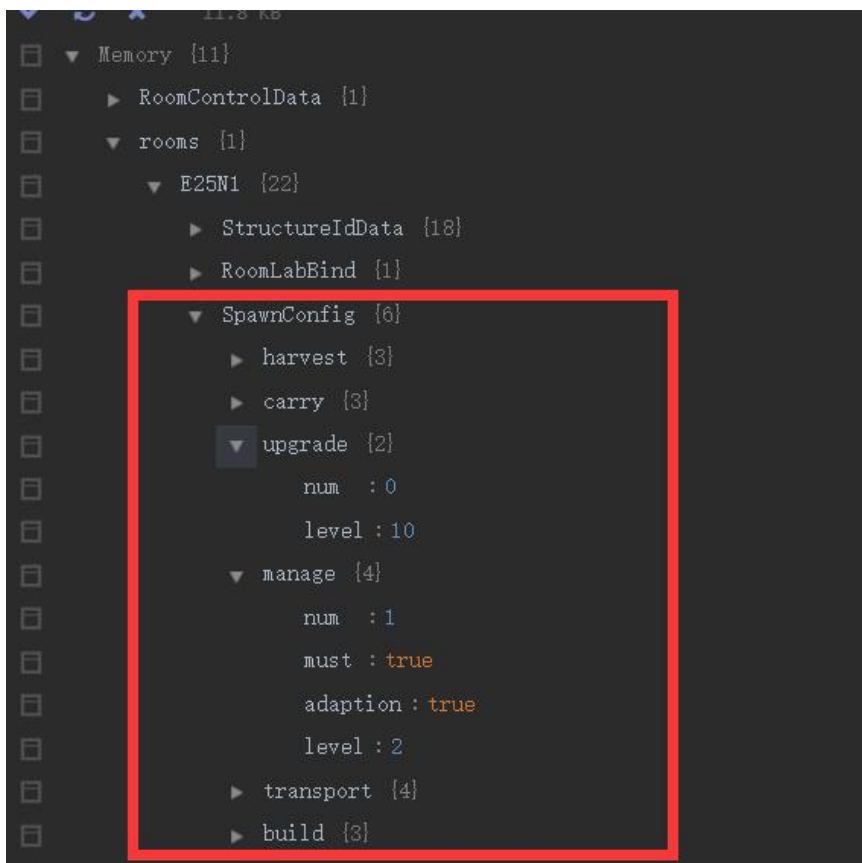 11.8 KB
Memory {11}
RoomControlData {1}
rooms {1}
E25N1 {22}
StructureIdData {18}
RoomLabBind {1}
SpawnConfig {6}
harvest {3}
carry {3}
upgrade {2}
num : 0
level : 10
manage {4}
num : 1
must : true
adaption : true
level : 2
transport {4}
build {3}